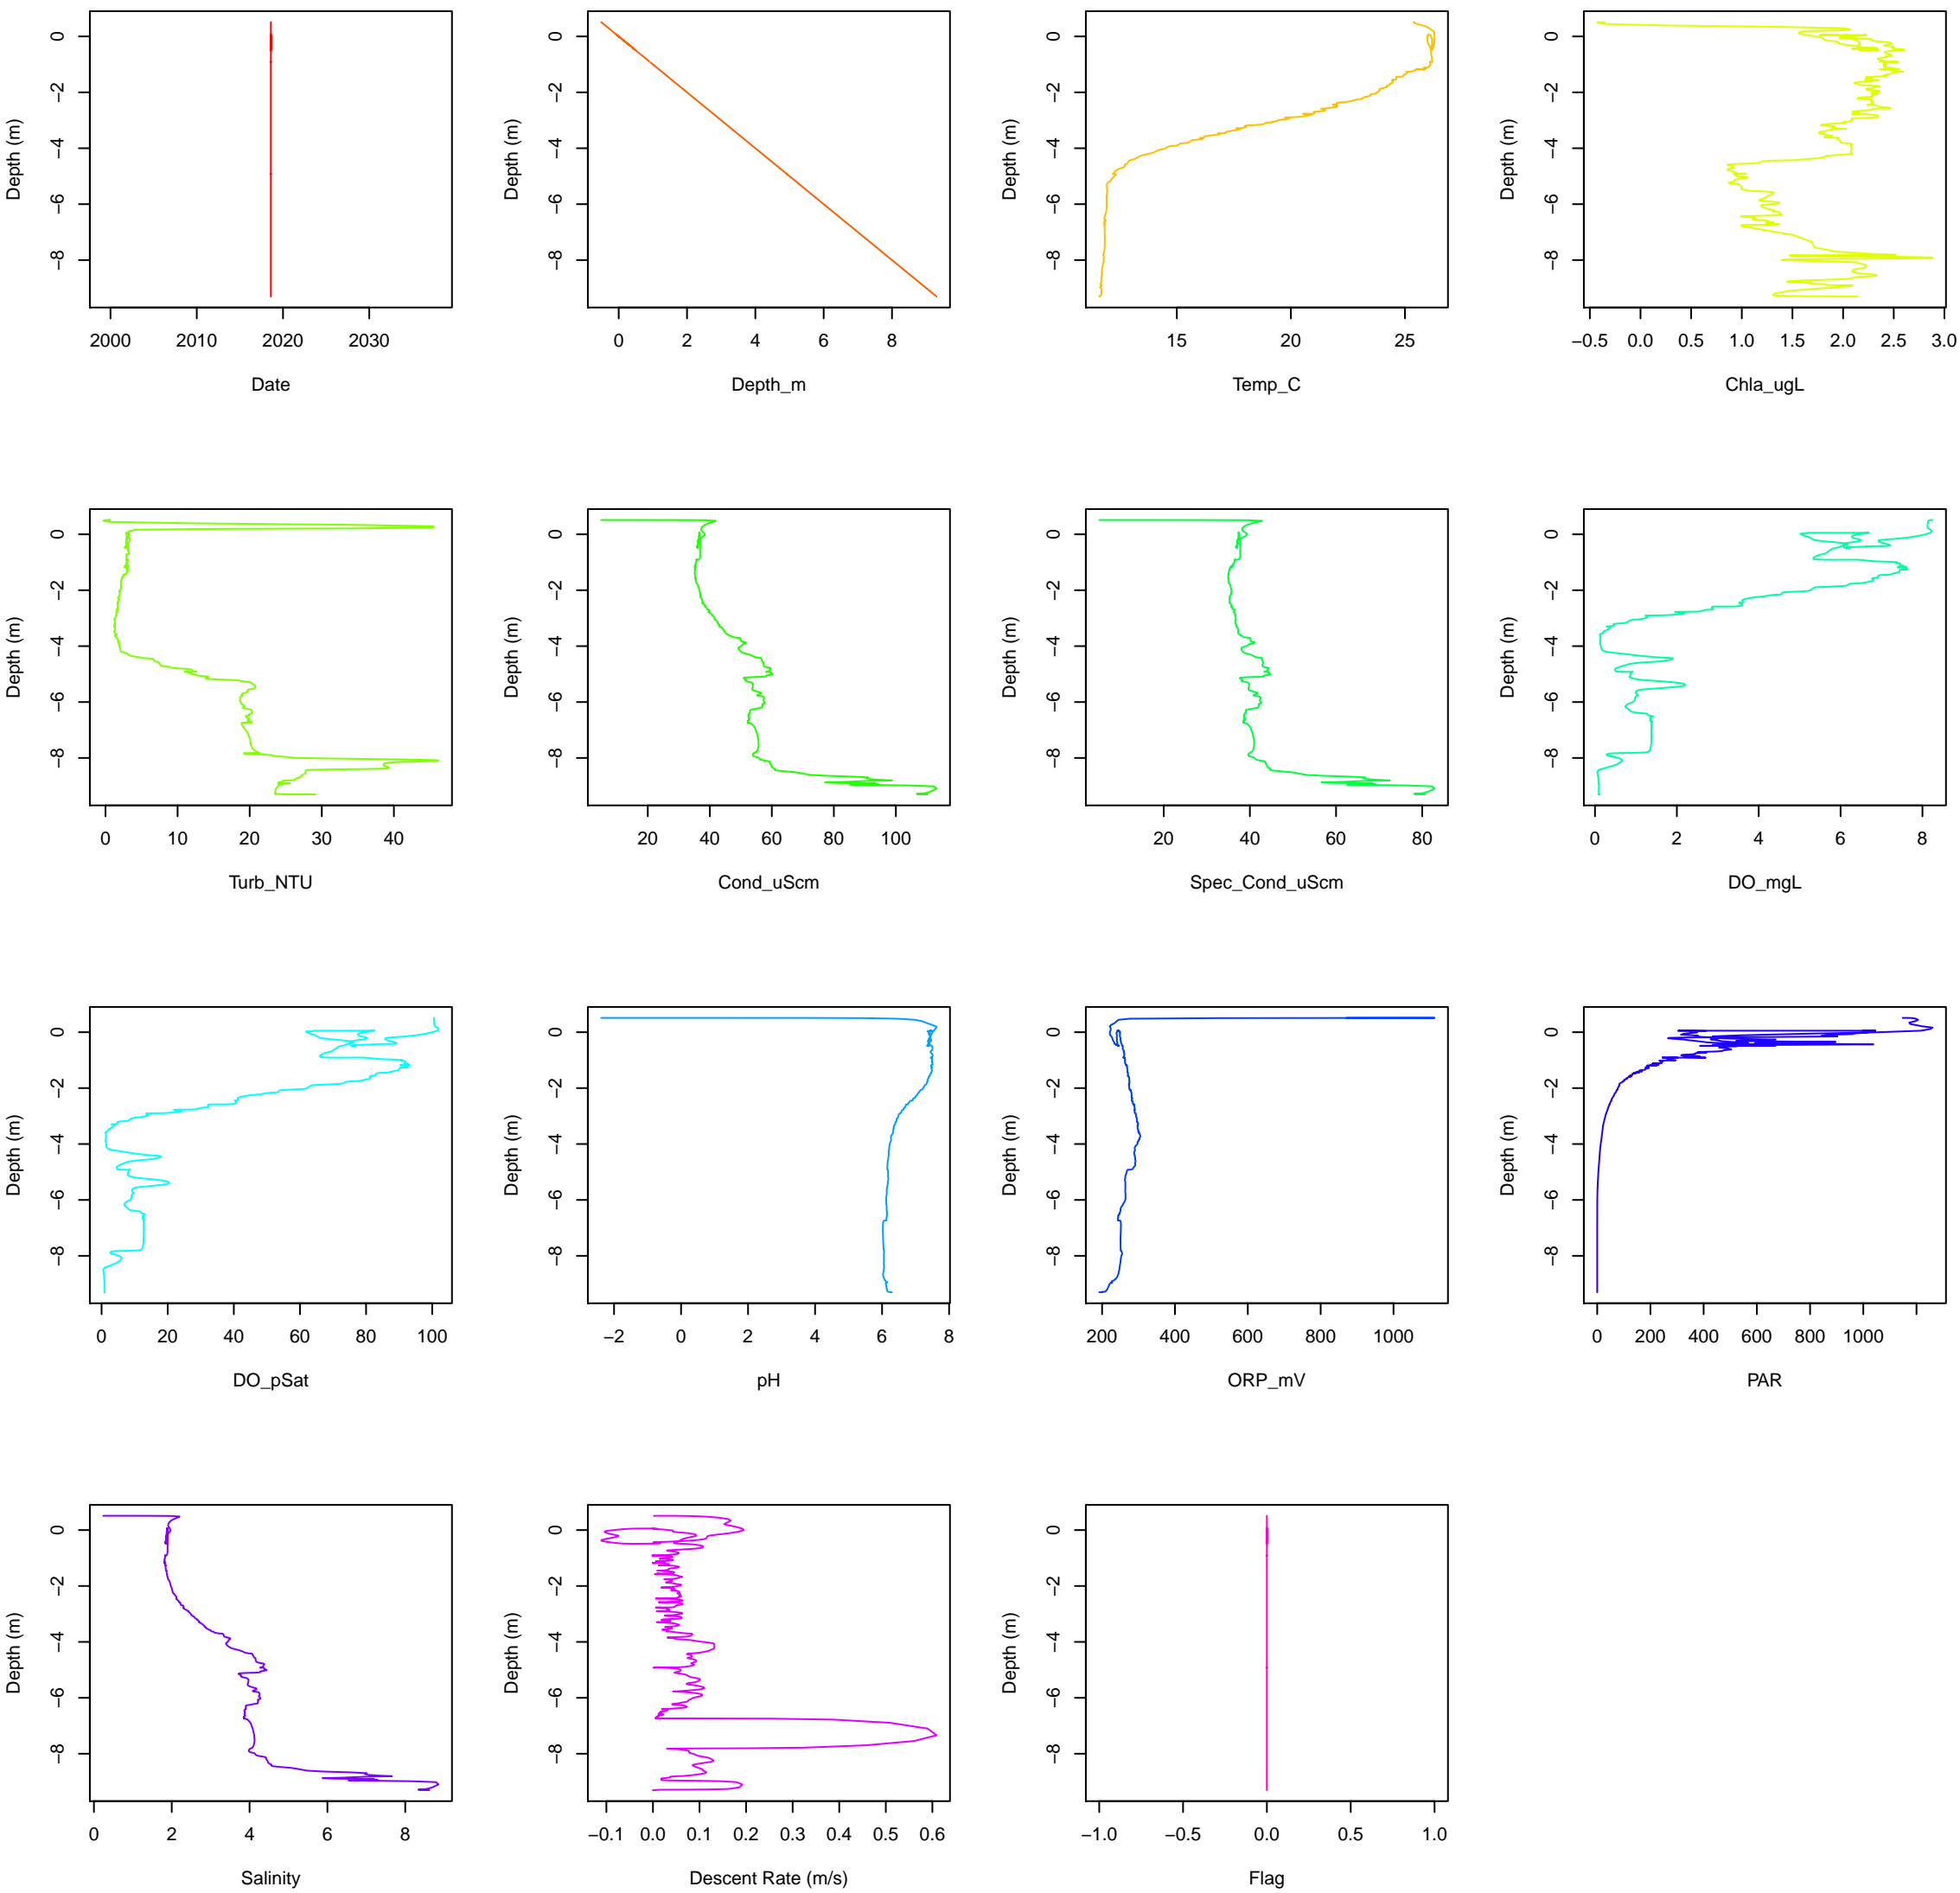 Depth (m)
0
−2
−4
−6
−8
2000 2010 2020 2030
Date
Depth (m)
0
−2
−4
−6
−8
0 2 4 6 8
Depth_m
Depth (m)
0
−2
−4
−6
−8
15 20 25
Temp_C
Depth (m)
0
−2
−4
−6
−8
−0.5 0.0 0.5 1.0 1.5 2.0 2.5 3.0
Chla_ugL
Depth (m)
0
−2
−4
−6
−8
0 10 20 30 40
Turb_NTU
Depth (m)
0
−2
−4
−6
−8
20 40 60 80 100
Cond_uScm
Depth (m)
0
−2
−4
−6
−8
20 40 60 80
Spec_Cond_uScm
Depth (m)
0
−2
−4
−6
−8
0 2 4 6 8
DO_mgL
Depth (m)
0
−2
−4
−6
−8
0 20 40 60 80 100
DO_pSat
Depth (m)
0
−2
−4
−6
−8
−2 0 2 4 6 8
pH
Depth (m)
0
−2
−4
−6
−8
200 400 600 800 1000
ORP_mV
Depth (m)
0
−2
−4
−6
−8
0 200 400 600 800 1000
PAR
Depth (m)
0
−2
−4
−6
−8
0 2 4 6 8
Salinity
Depth (m)
0
−2
−4
−6
−8
−0.1 0.0 0.1 0.2 0.3 0.4 0.5 0.6
Descent Rate (m/s)
Depth (m)
0
−2
−4
−6
−8
−1.0 −0.5 0.0 0.5 1.0
Flag